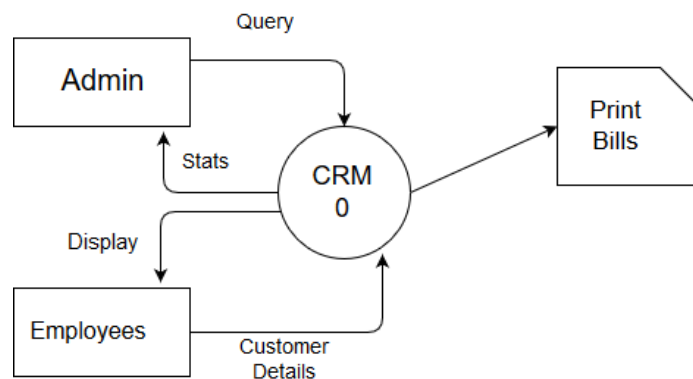 Query
Admin
Print
Bills
Stats
CRM
0
Display
Employees
Customer
Details